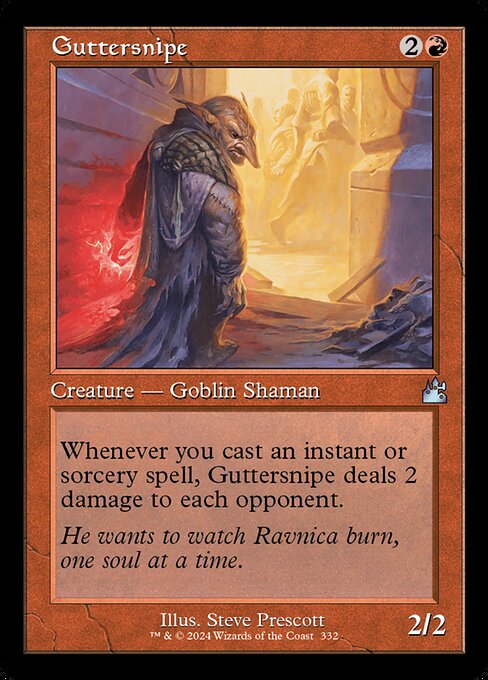 Guttersnipe 2
Creature — Goblin Shaman
Whenever you cast an instant or
sorcery spell, Guttersnipe deals 2
damage to each opponent.
He wants to watch Ravnica burn,
one soul at a time.
Illus. Steve Prescott
™ & © 2024 Wizards of the Coast 332
2/2